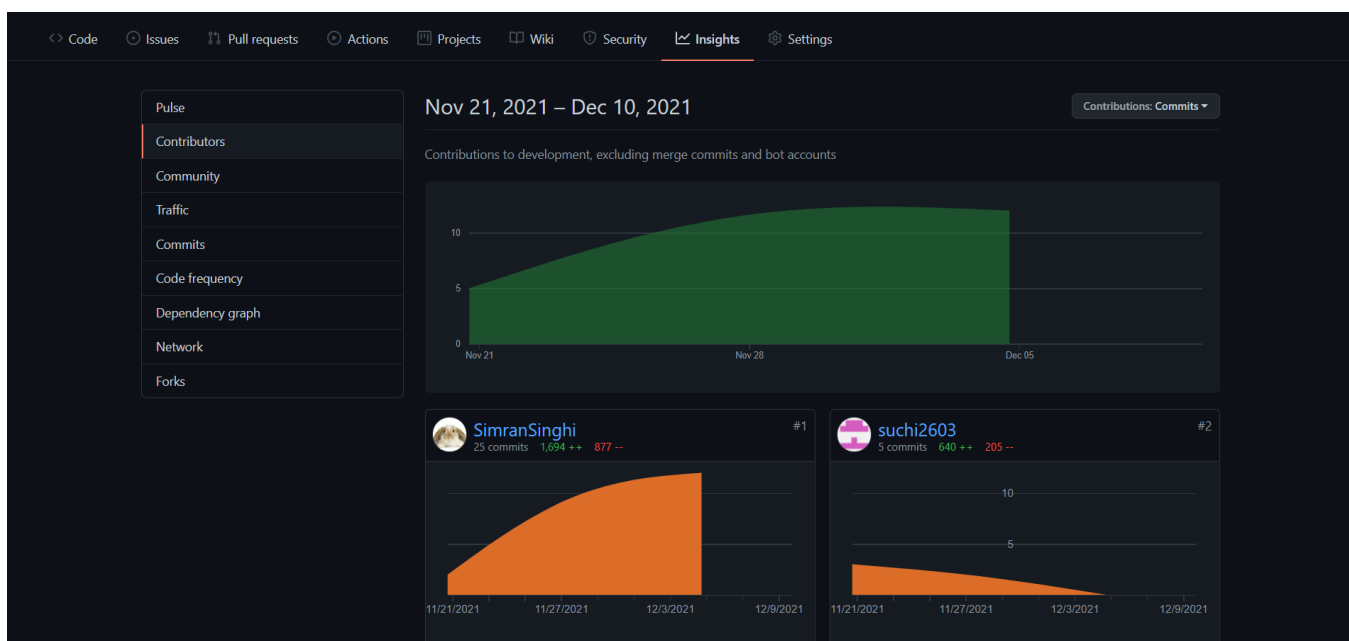 Code Issues Pull requests Actions Projects Wiki Security Insights Settings
Pulse
Contributors
Community
Traffic
Commits
Code frequency
Dependency graph
Network
Forks
Nov 21, 2021 – Dec 10, 2021
Contributions: Commits
Contributions to development, excluding merge commits and bot accounts
10
5
0
Nov 21 Nov 28 Dec 05
SimranSinghi #1
25 commits 1,694 ++ 877 --
11/21/2021 11/27/2021 12/3/2021 12/9/2021
suchi2603 #2
5 commits 640 ++ 205 --
10
5
11/21/2021 11/27/2021 12/3/2021 12/9/2021